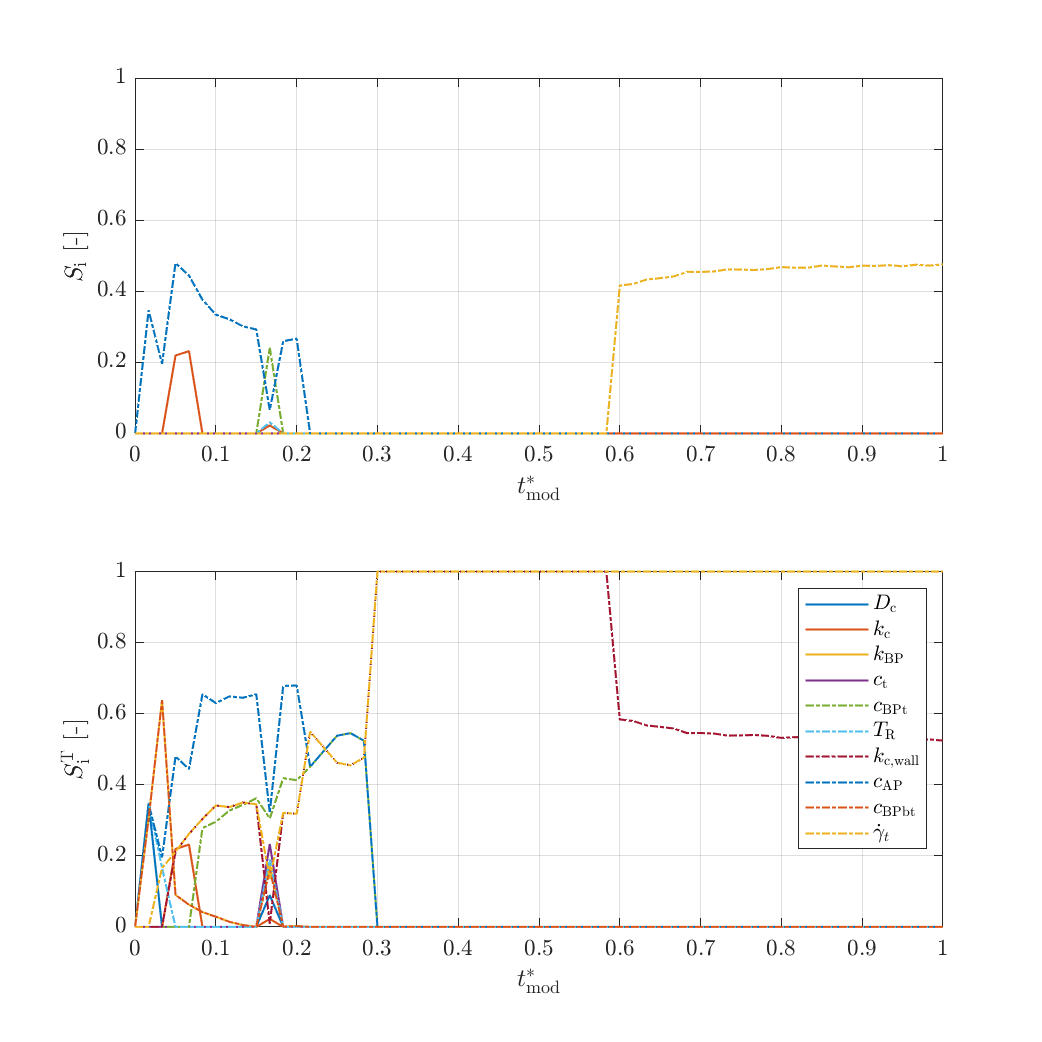 1
0.8
0.6
0.4
0.2
0
S_i [-]
0 0.1 0.2 0.3 0.4 0.5 0.6 0.7 0.8 0.9 1
t*_mod
1
0.8
0.6
0.4
0.2
0
S_i^T [-]
D_c
k_c
k_BP
c_t
c_BPt
T_R
k_c,wall
c_AP
c_BPbt
γ̇_t
0 0.1 0.2 0.3 0.4 0.5 0.6 0.7 0.8 0.9 1
t*_mod